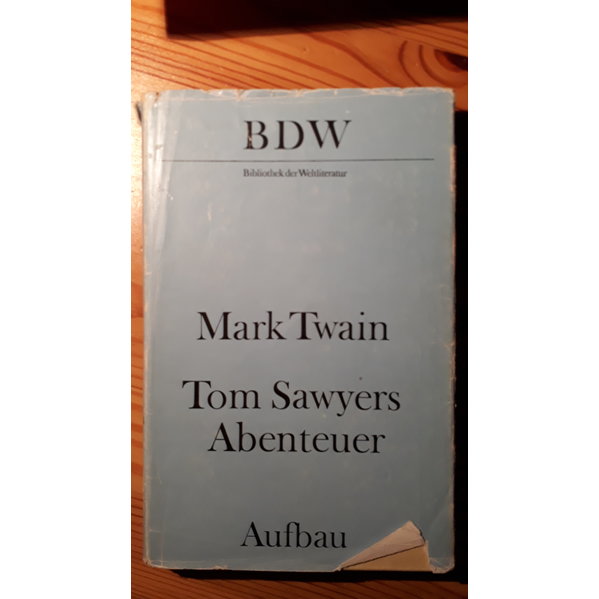 BDW
Bibliothek der Weltliteratur
Mark Twain
Tom Sawyers
Abenteuer
Aufbau